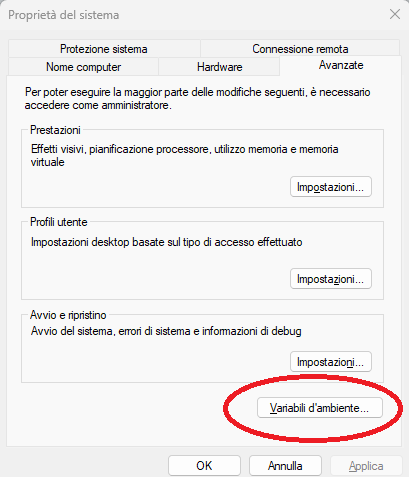 Proprietà del sistema
Protezione sistema
Connessione remota
Nome computer
Hardware
Avanzate
Per poter eseguire la maggior parte delle modifiche seguenti, è necessario
accedere come amministratore.
Prestazioni
Effetti visivi, pianificazione processore, utilizzo memoria e memoria
virtuale
Impostazioni...
Profili utente
Impostazioni desktop basate sul tipo di accesso effettuato
Impostazioni...
Avvio e ripristino
Avvio del sistema, errori di sistema e informazioni di debug
Impostazioni...
Variabili d'ambiente...
OK
Annulla
Applica